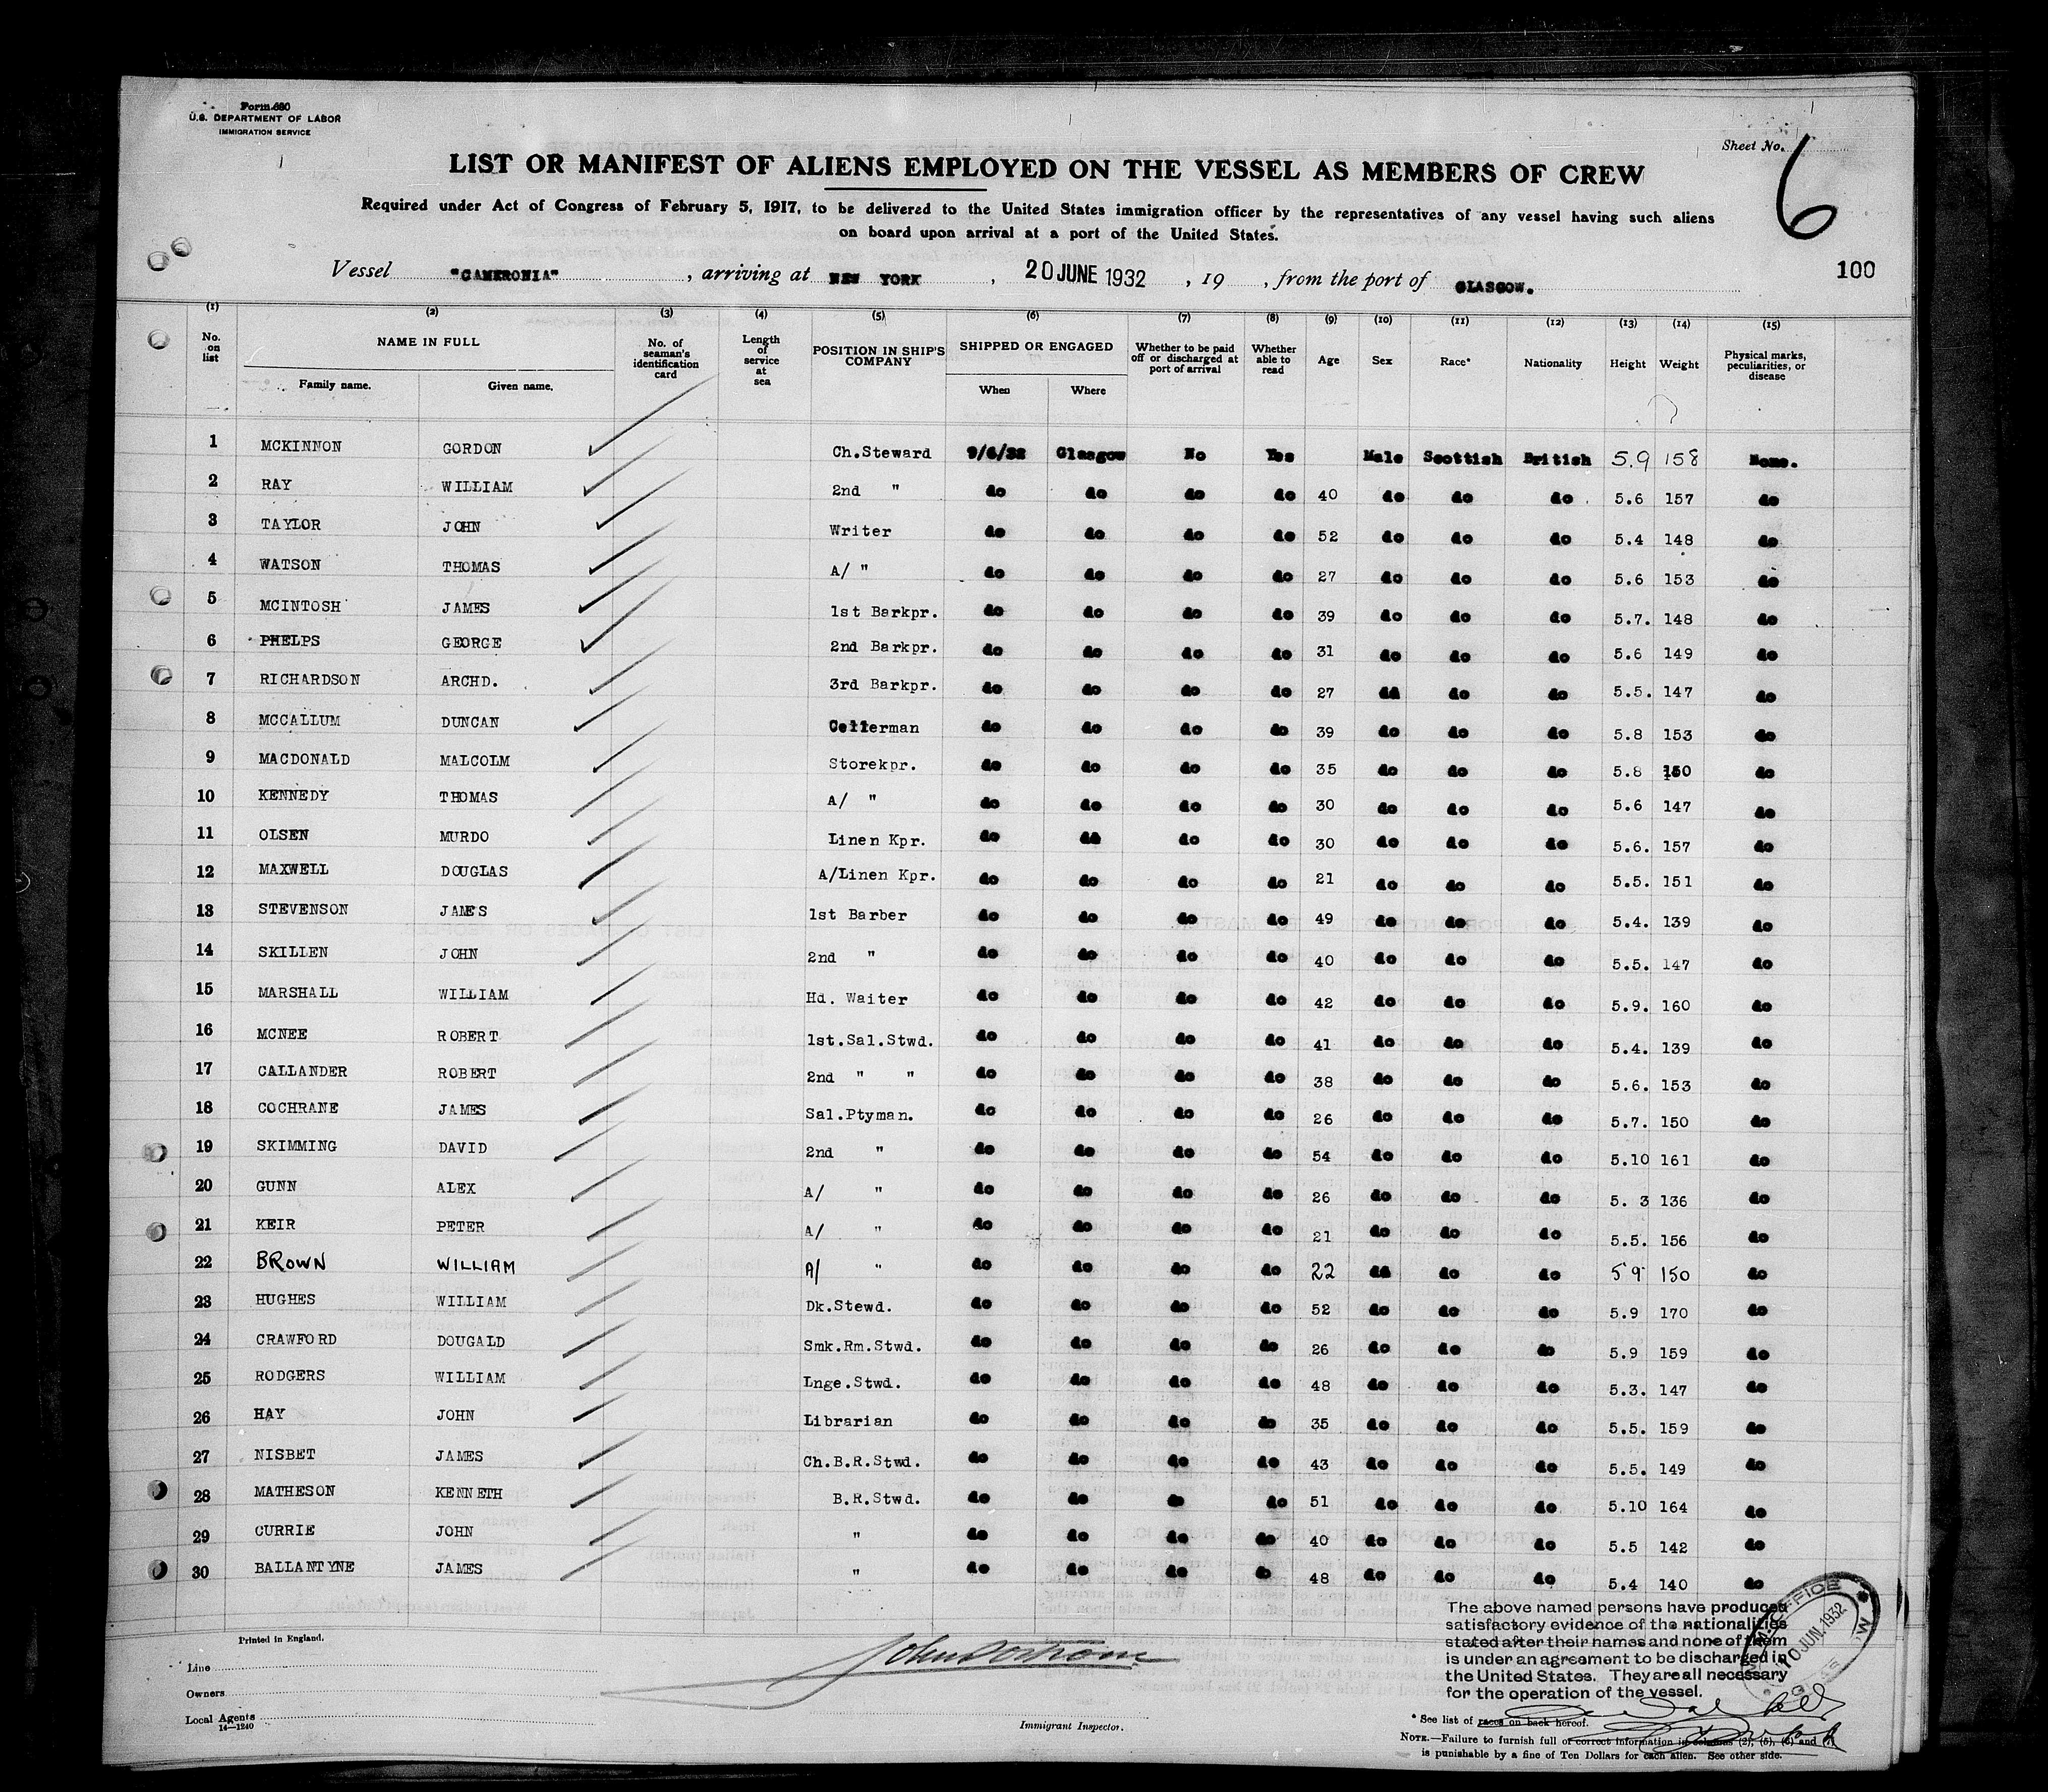 Form 680
U.S. DEPARTMENT OF LABOR
IMMIGRATION SERVICE
Sheet No. 6
LIST OR MANIFEST OF ALIENS EMPLOYED ON THE VESSEL AS MEMBERS OF CREW
Required under Act of Congress of February 5, 1917, to be delivered to the United States immigration officer by the representatives of any vessel having such aliens
on board upon arrival at a port of the United States.
Vessel "CAMERONIA", arriving at NEW YORK, 20 JUNE 1932, 19 , from the port of GLASGOW. 100
(1) (2) (3) (4) (5) (6) (7) (8) (9) (10) (11) (12) (13) (14) (15)
No. on list NAME IN FULL Family name. Given name. No. of seaman's identification card Length of service at sea POSITION IN SHIP'S COMPANY SHIPPED OR ENGAGED When Where Whether to be paid off or discharged at port of arrival Whether able to read Age Sex Race* Nationality Height Weight Physical marks, peculiarities, or disease
1 MCKINNON GORDON Ch.Steward 9/6/32 Glasgow No Yes Male Scottish British 5.9 158 None.
2 RAY WILLIAM 2nd " do do do do 40 do do do 5.6 157 do
3 TAYLOR JOHN Writer do do do do 52 do do do 5.4 148 do
4 WATSON THOMAS A/ " do do do do 27 do do do 5.6 153 do
5 MCINTOSH JAMES 1st Barkpr. do do do do 39 do do do 5.7. 148 do
6 PHELPS GEORGE 2nd Barkpr. do do do do 31 do do do 5.6 149 do
7 RICHARDSON ARCHD. 3rd Barkpr. do do do do 27 do do do 5.5. 147 do
8 MCCALLUM DUNCAN Cellerman do do do do 39 do do do 5.8 153 do
9 MACDONALD MALCOLM Storekpr. do do do do 35 do do do 5.8 150 do
10 KENNEDY THOMAS A/ " do do do do 30 do do do 5.6 147 do
11 OLSEN MURDO Linen Kpr. do do do do 30 do do do 5.6. 157 do
12 MAXWELL DOUGLAS A/Linen Kpr. do do do do 21 do do do 5.5. 151 do
13 STEVENSON JAMES 1st Barber do do do do 49 do do do 5.4. 139 do
14 SKILLEN JOHN 2nd " do do do do 40 do do do 5.5. 147 do
15 MARSHALL WILLIAM Hd. Waiter do do do do 42 do do do 5.9. 160 do
16 MCNEE ROBERT 1st.Sal.Stwd. do do do do 41 do do do 5.4. 139 do
17 CALLANDER ROBERT 2nd " " do do do do 38 do do do 5.6. 153 do
18 COCHRANE JAMES Sal.Ptyman. do do do do 26 do do do 5.7. 150 do
19 SKIMMING DAVID 2nd " do do do do 54 do do do 5.10 161 do
20 GUNN ALEX A/ " do do do do 26 do do do 5. 3 136 do
21 KEIR PETER A/ " do do do do 21 do do do 5.5. 156 do
22 BROWN WILLIAM A/ " do do do do 22 do do do 5 9 150 do
23 HUGHES WILLIAM Dk.Stewd. do do do do 52 do do do 5.9 170 do
24 CRAWFORD DOUGALD Smk.Rm.Stwd. do do do do 26 do do do 5.9 159 do
25 RODGERS WILLIAM Lnge.Stwd. do do do do 48 do do do 5.3. 147 do
26 HAY JOHN Librarian do do do do 35 do do do 5.5. 159 do
27 NISBET JAMES Ch.B.R.Stwd. do do do do 43 do do do 5.5. 149 do
28 MATHESON KENNETH B.R.Stwd. do do do do 51 do do do 5.10 164 do
29 CURRIE JOHN " do do do do 40 do do do 5.5 142 do
30 BALLANTYNE JAMES " do do do do 48 do do do 5.4 140 do
The above named persons have produced
satisfactory evidence of the nationalities
stated after their names and none of them
is under an agreement to be discharged in
the United States. They are all necessary
for the operation of the vessel.
OFFICE
10 JUN. 1932
Printed in England.
Line
Owners
Local Agents
14—1240
Immigrant Inspector.
* See list of races on back hereof.
NOTE.—Failure to furnish full or correct information in columns (2), (5), (6) and
is punishable by a fine of Ten Dollars for each alien. See other side.